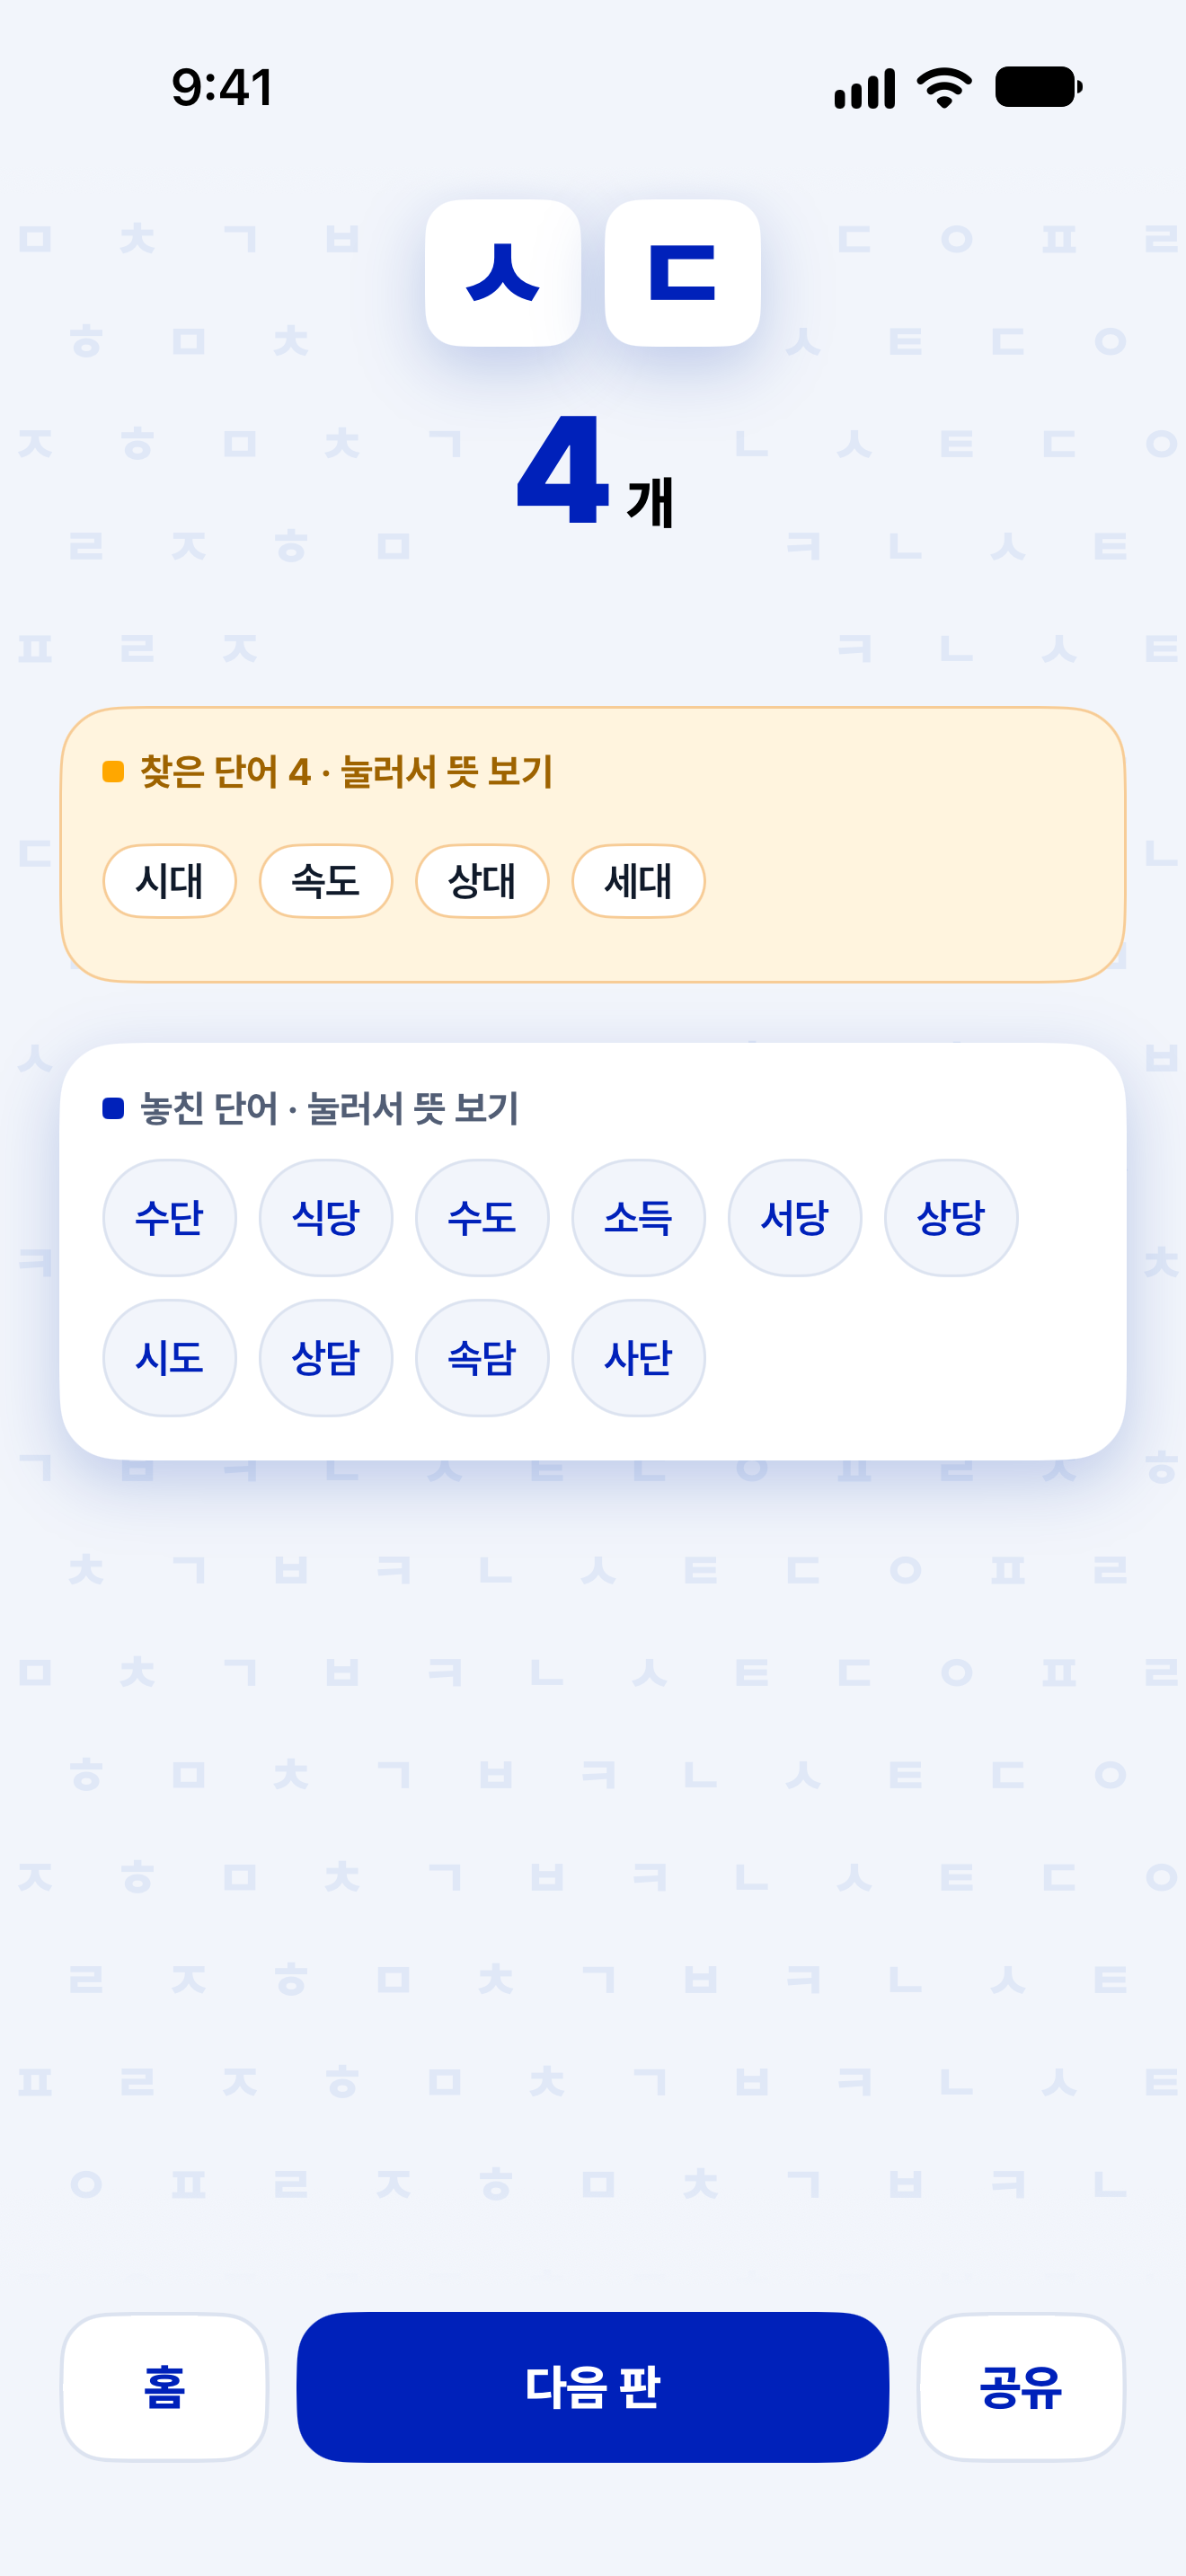 9:41
ㅁ ㅊ ㄱ ㅂ ㅅ ㄷ ㄷ ㅇ ㅍ ㄹ
ㅎ ㅁ ㅊ ㅅ ㅌ ㄷ ㅇ
ㅈ ㅎ ㅁ ㅊ ㄱ ㄴ ㅅ ㅌ ㄷ ㅇ
4 개
ㄹ ㅈ ㅎ ㅁ ㅋ ㄴ ㅅ ㅌ
ㅍ ㄹ ㅈ ㅋ ㄴ ㅅ ㅌ
찾은 단어 4 · 눌러서 뜻 보기
ㄷ ㄴ
시대 속도 상대 세대
ㅅ ㅂ
놓친 단어 · 눌러서 뜻 보기
수단 식당 수도 소득 서당 상당
ㅋ ㅊ
시도 상담 속담 사단
ㄱ ㅂ ㅋ ㄴ ㅅ ㅌ ㄷ ㅇ ㅍ ㄹ ㅈ ㅎ
ㅊ ㄱ ㅂ ㅋ ㄴ ㅅ ㅌ ㄷ ㅇ ㅍ ㄹ
ㅁ ㅊ ㄱ ㅂ ㅋ ㄴ ㅅ ㅌ ㄷ ㅇ ㅍ ㄹ
ㅎ ㅁ ㅊ ㄱ ㅂ ㅋ ㄴ ㅅ ㅌ ㄷ ㅇ
ㅈ ㅎ ㅁ ㅊ ㄱ ㅂ ㅋ ㄴ ㅅ ㅌ ㄷ ㅇ
ㄹ ㅈ ㅎ ㅁ ㅊ ㄱ ㅂ ㅋ ㄴ ㅅ ㅌ
ㅍ ㄹ ㅈ ㅎ ㅁ ㅊ ㄱ ㅂ ㅋ ㄴ ㅅ ㅌ
ㅇ ㅍ ㄹ ㅈ ㅎ ㅁ ㅊ ㄱ ㅂ ㅋ ㄴ
홈 다음 판 공유